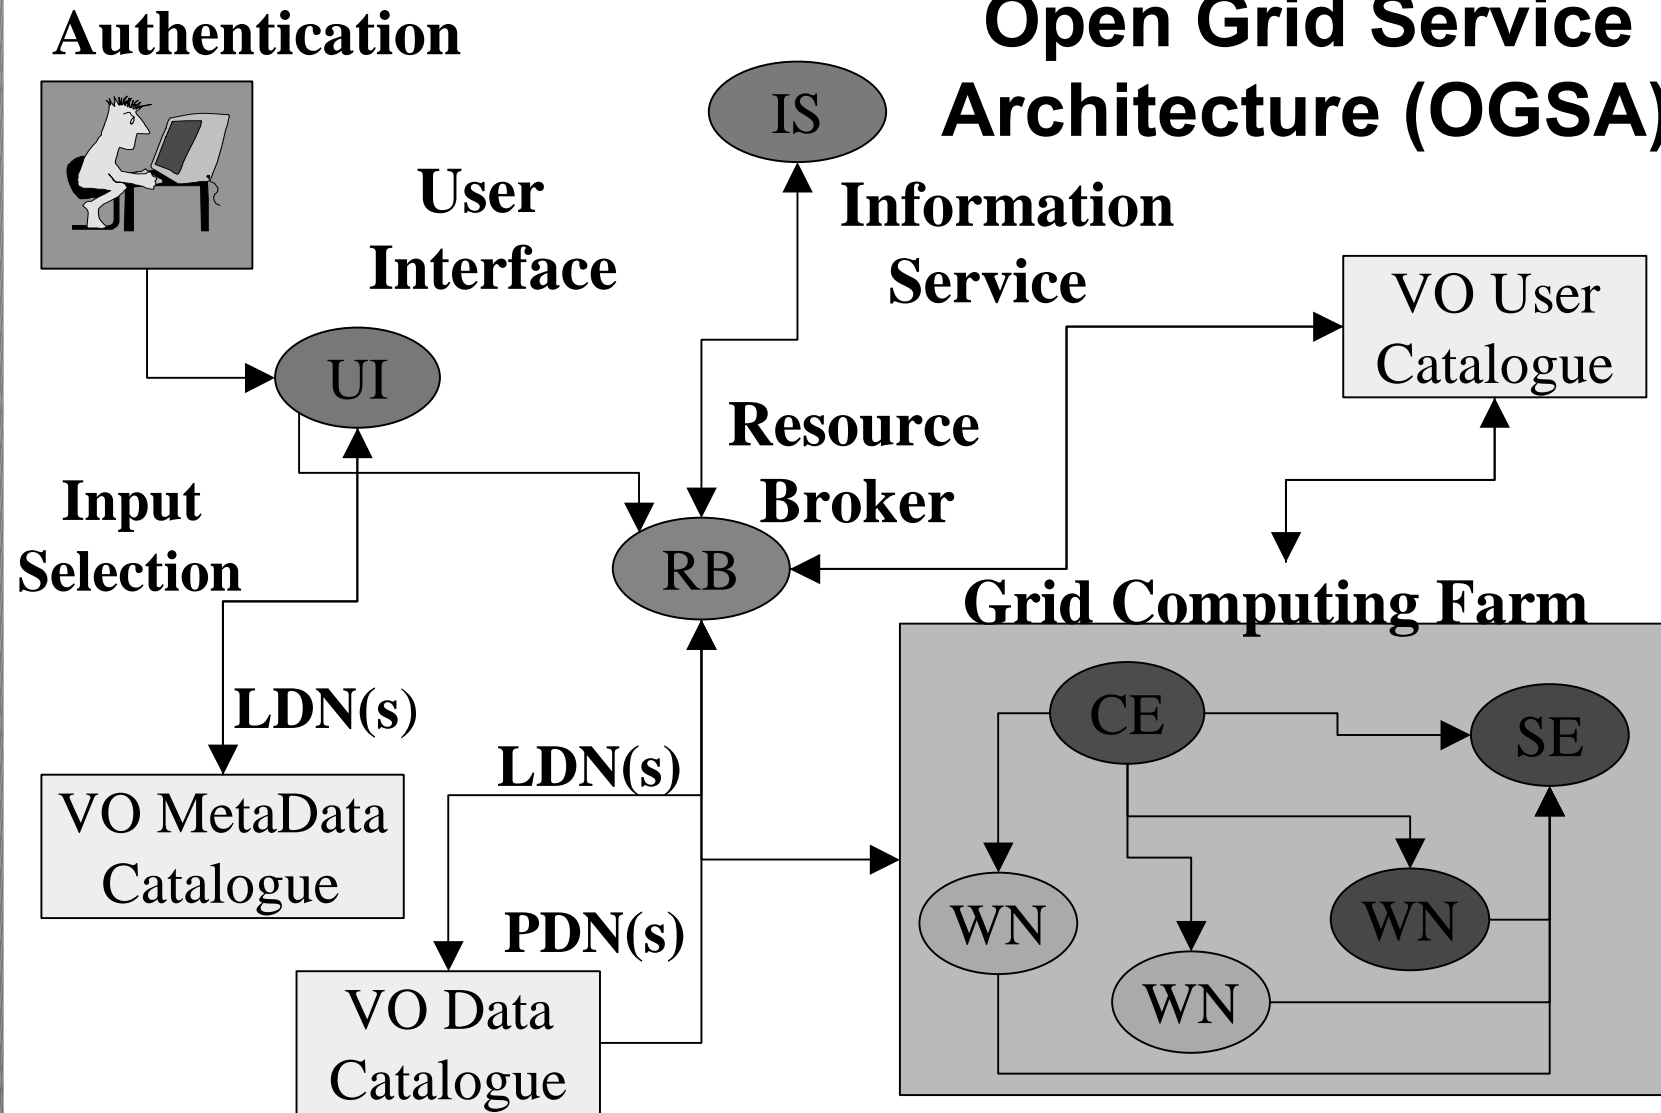 Authentication
Open Grid Service
Architecture (OGSA)
IS
User
Interface
Information
Service
VO User
Catalogue
UI
Resource
Broker
Input
Selection
RB
Grid Computing Farm
LDN(s)
CE
SE
LDN(s)
VO MetaData
Catalogue
WN
WN
PDN(s)
WN
VO Data
Catalogue